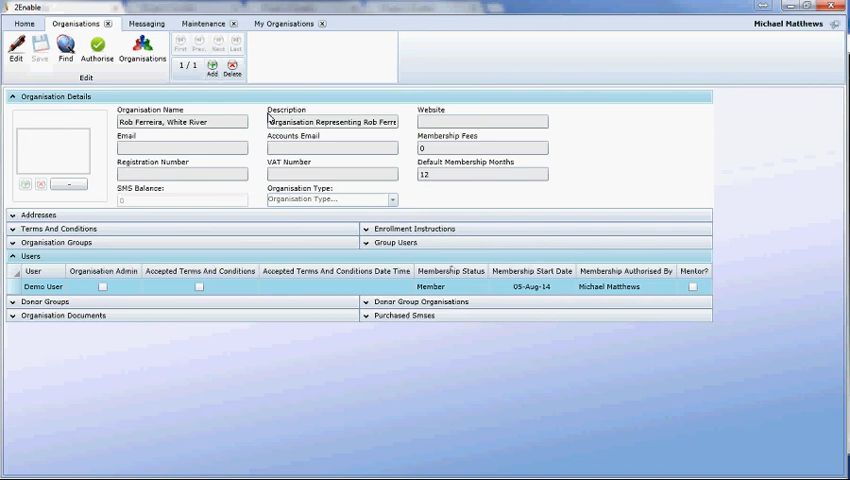 2Enable
Home Organisations Messaging Maintenance My Organisations Michael Matthews
First Prev. Next Last
Edit Save Find Authorise Organisations
1 / 1 Add Delete
Edit
Organisation Details
Organisation Name Description Website
Rob Ferreira, White River Organisation Representing Rob Ferre
Email Accounts Email Membership Fees
0
Registration Number VAT Number Default Membership Months
12
SMS Balance: Organisation Type:
0 Organisation Type...
Addresses
Terms And Conditions Enrollment Instructions
Organisation Groups Group Users
Users
User Organisation Admin Accepted Terms And Conditions Accepted Terms And Conditions Date Time Membership Status Membership Start Date Membership Authorised By Mentor?
Demo User Member 05-Aug-14 Michael Matthews
Donor Groups Donor Group Organisations
Organisation Documents Purchased Smses